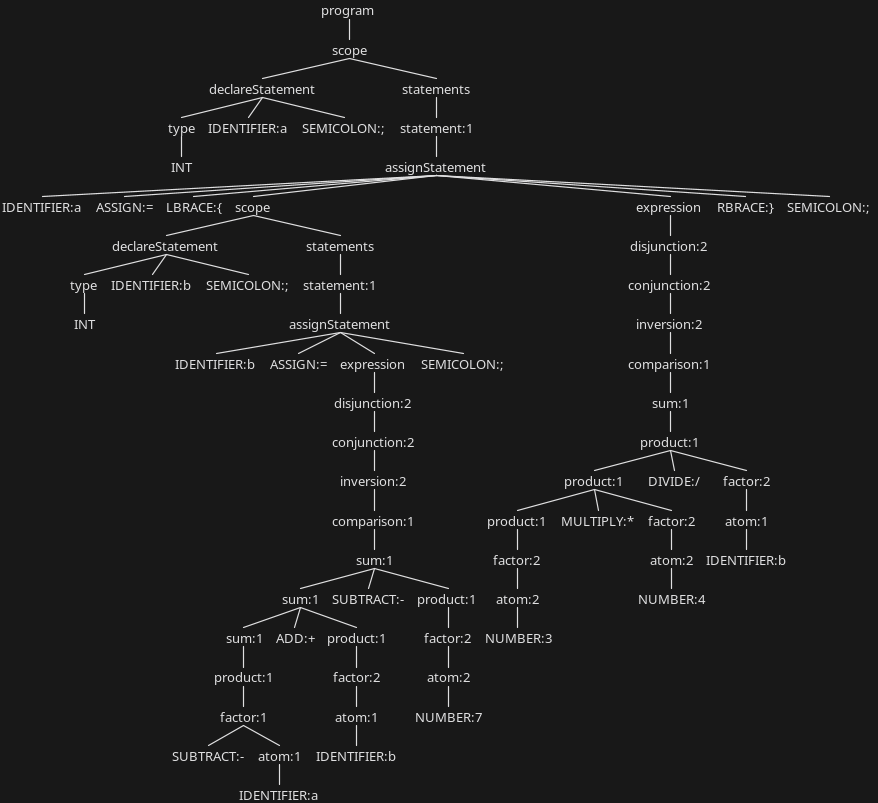 program
scope
declareStatement statements
type IDENTIFIER:a SEMICOLON:; statement:1
INT assignStatement
IDENTIFIER:a ASSIGN:= LBRACE:{ scope expression RBRACE:} SEMICOLON:;
declareStatement statements disjunction:2
type IDENTIFIER:b SEMICOLON:; statement:1 conjunction:2
INT assignStatement inversion:2
IDENTIFIER:b ASSIGN:= expression SEMICOLON:; comparison:1
disjunction:2 sum:1
conjunction:2 product:1
inversion:2 product:1 DIVIDE:/ factor:2
comparison:1 product:1 MULTIPLY:* factor:2 atom:1
sum:1 factor:2 atom:2 IDENTIFIER:b
sum:1 SUBTRACT:- product:1 atom:2 NUMBER:4
sum:1 ADD:+ product:1 factor:2 NUMBER:3
product:1 factor:2 atom:2
factor:1 atom:1 NUMBER:7
SUBTRACT:- atom:1 IDENTIFIER:b
IDENTIFIER:a